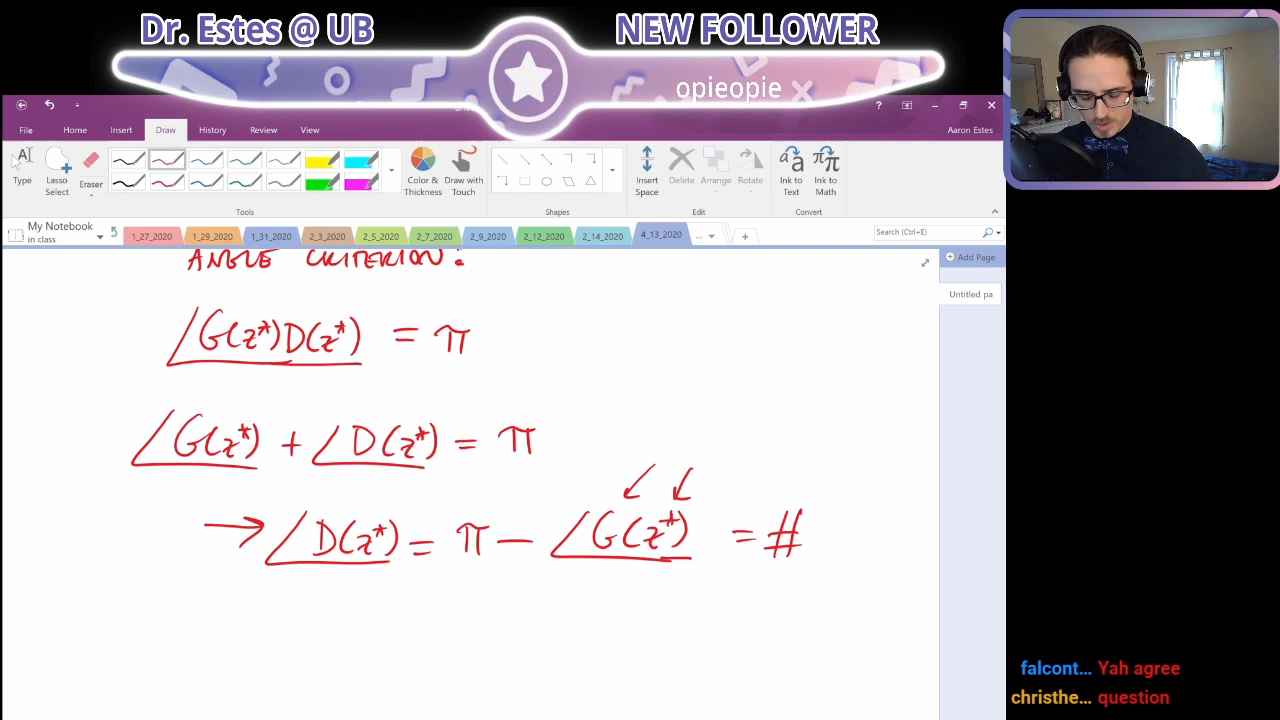 Dr. Estes @ UB
NEW FOLLOWER
opieopie
File Home Insert Draw History Review View
Aaron Estes
Type
Lasso Select
Eraser
Color & Thickness
Draw with Touch
Insert Space
Delete
Arrange
Rotate
Ink to Text
Ink to Math
Tools
Shapes
Edit
Convert
My Notebook
in class
1_27_2020 1_29_2020 1_31_2020 2_3_2020 2_5_2020 2_7_2020 2_9_2020 2_12_2020 2_14_2020 4_13_2020 ...
Search (Ctrl+E)
Add Page
Untitled pa
ANGLE CRITERION:
∠G(z*)D(z*) = π
∠G(z*) + ∠D(z*) = π
→ ∠D(z*) = π − ∠G(z*) = #
falcont... Yah agree
christhe... question